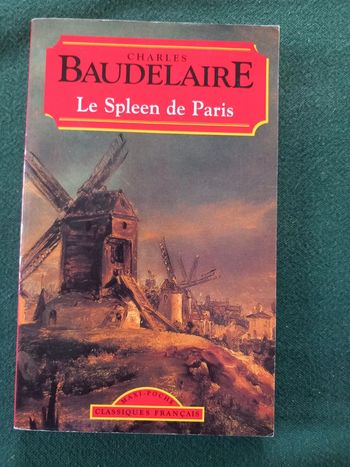 CHARLES
BAUDELAIRE
Le Spleen de Paris
MAXI-POCHE
CLASSIQUES FRANÇAIS